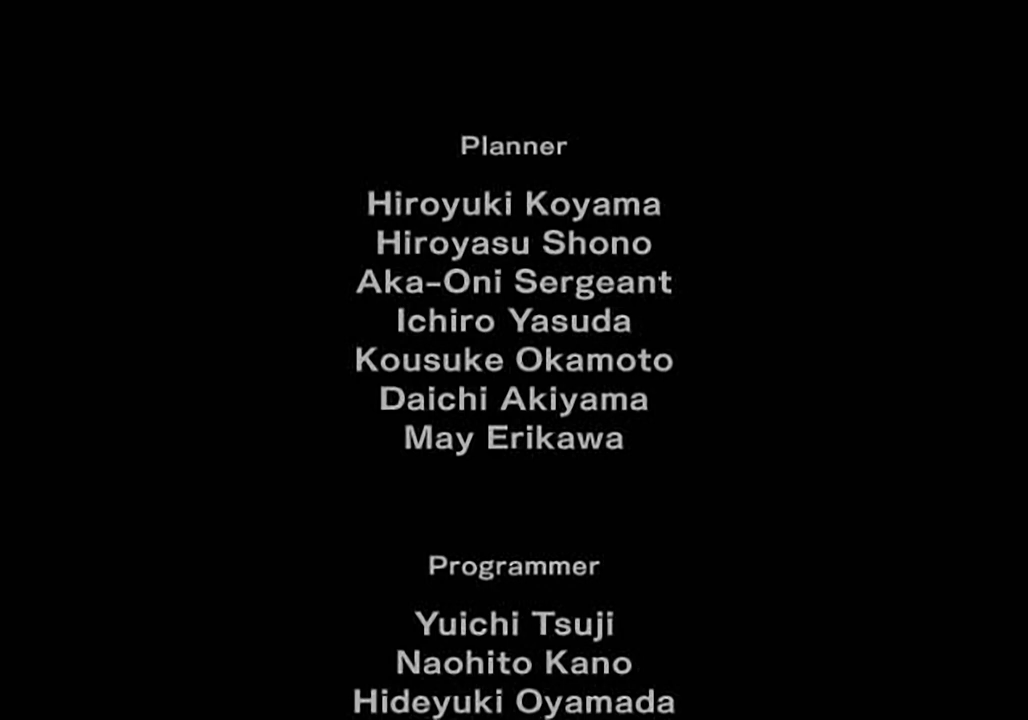 Planner
Hiroyuki Koyama
Hiroyasu Shono
Aka-Oni Sergeant
Ichiro Yasuda
Kousuke Okamoto
Daichi Akiyama
May Erikawa
Programmer
Yuichi Tsuji
Naohito Kano
Hideyuki Oyamada